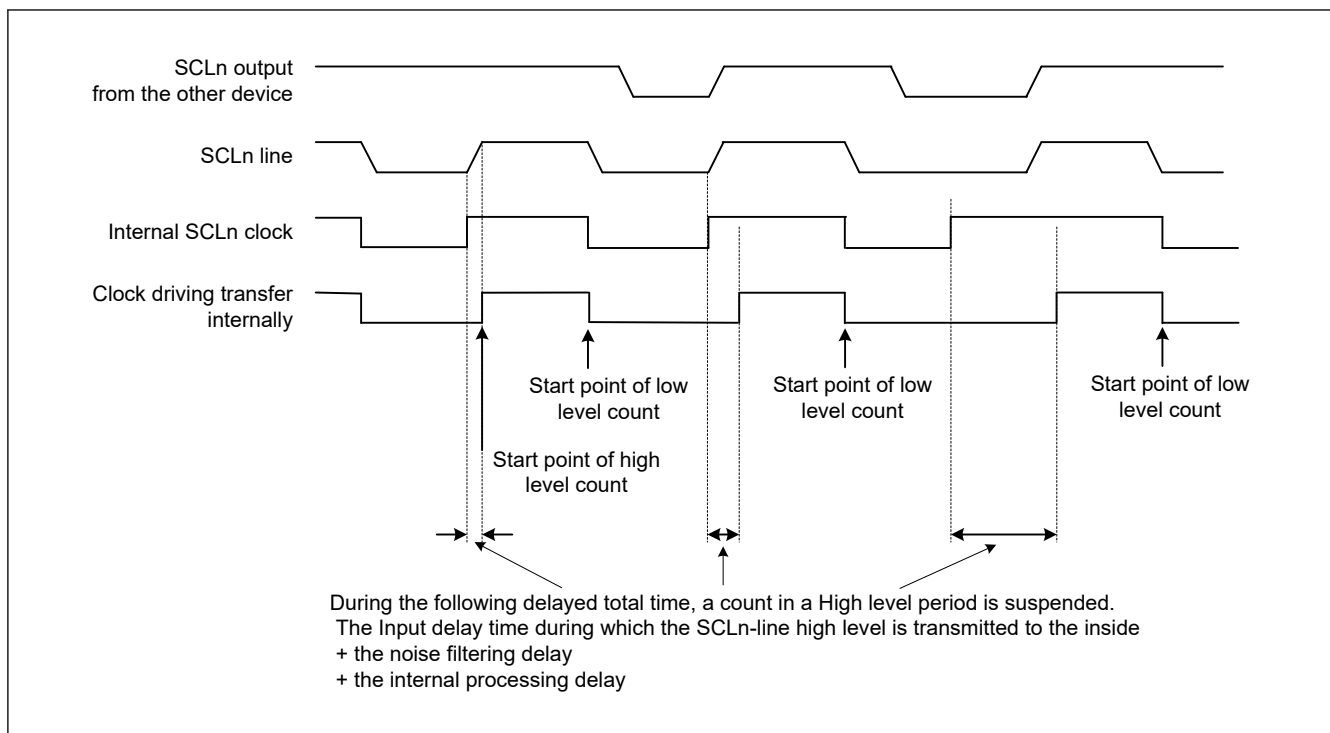 SCLn output
from the other device
SCLn line
Internal SCLn clock
Clock driving transfer
internally
Start point of low
level count
Start point of low
level count
Start point of low
level count
Start point of high
level count
During the following delayed total time, a count in a High level period is suspended.
The Input delay time during which the SCLn-line high level is transmitted to the inside
+ the noise filtering delay
+ the internal processing delay